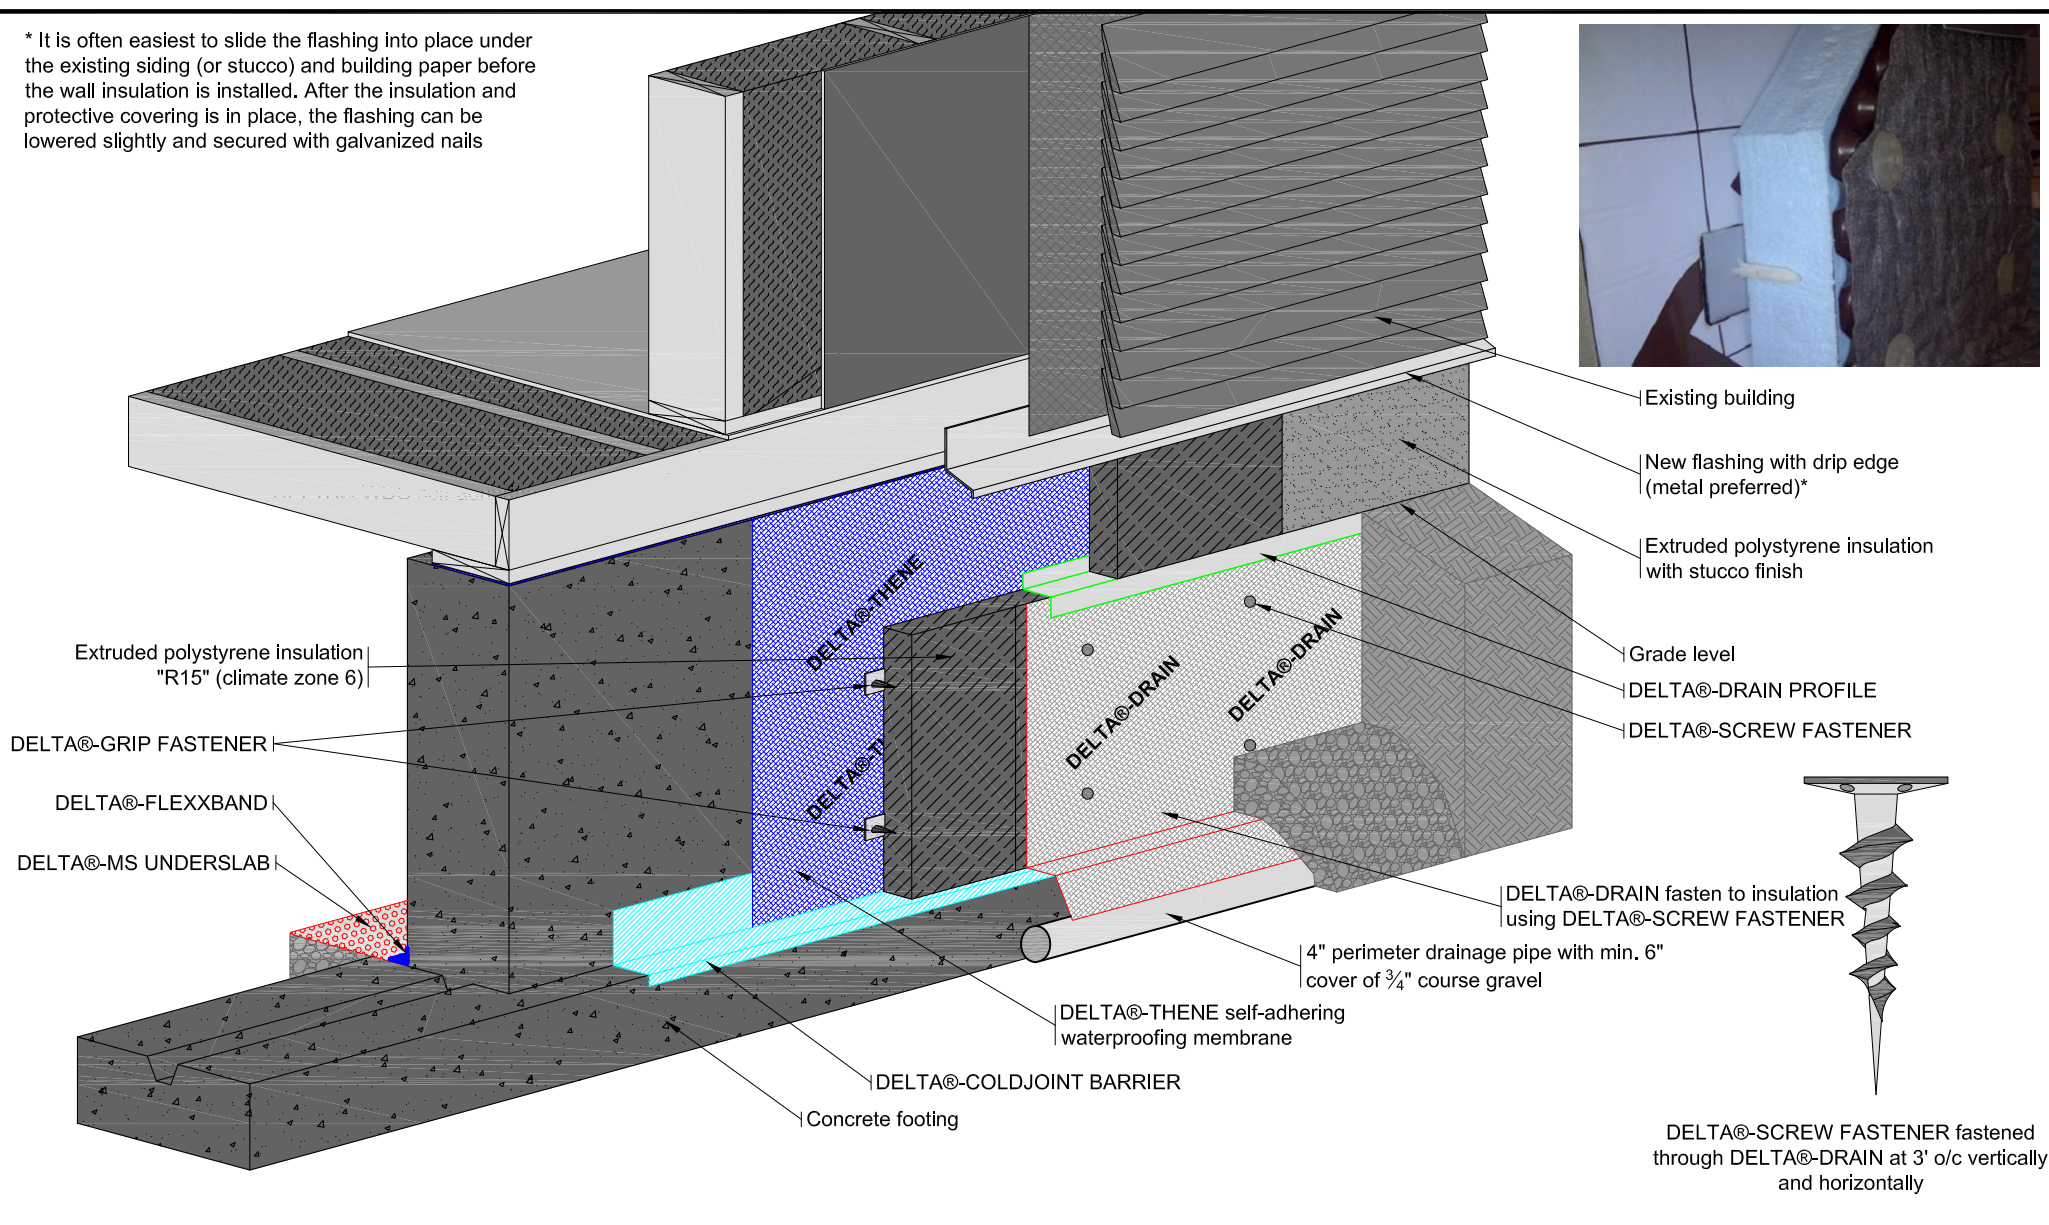 * It is often easiest to slide the flashing into place under
the existing siding (or stucco) and building paper before
the wall insulation is installed. After the insulation and
protective covering is in place, the flashing can be
lowered slightly and secured with galvanized nails
Existing building
New flashing with drip edge
(metal preferred)*
Extruded polystyrene insulation
with stucco finish
Grade level
DELTA®-DRAIN PROFILE
DELTA®-SCREW FASTENER
Extruded polystyrene insulation
"R15" (climate zone 6)
DELTA®-GRIP FASTENER
DELTA®-FLEXXBAND
DELTA®-MS UNDERSLAB
DELTA®-THENE
DELTA®-TH
DELTA®-DRAIN
DELTA®-DRAIN
DELTA®-DRAIN fasten to insulation
using DELTA®-SCREW FASTENER
4" perimeter drainage pipe with min. 6"
cover of ¾" course gravel
DELTA®-THENE self-adhering
waterproofing membrane
DELTA®-COLDJOINT BARRIER
Concrete footing
DELTA®-SCREW FASTENER fastened
through DELTA®-DRAIN at 3' o/c vertically
and horizontally